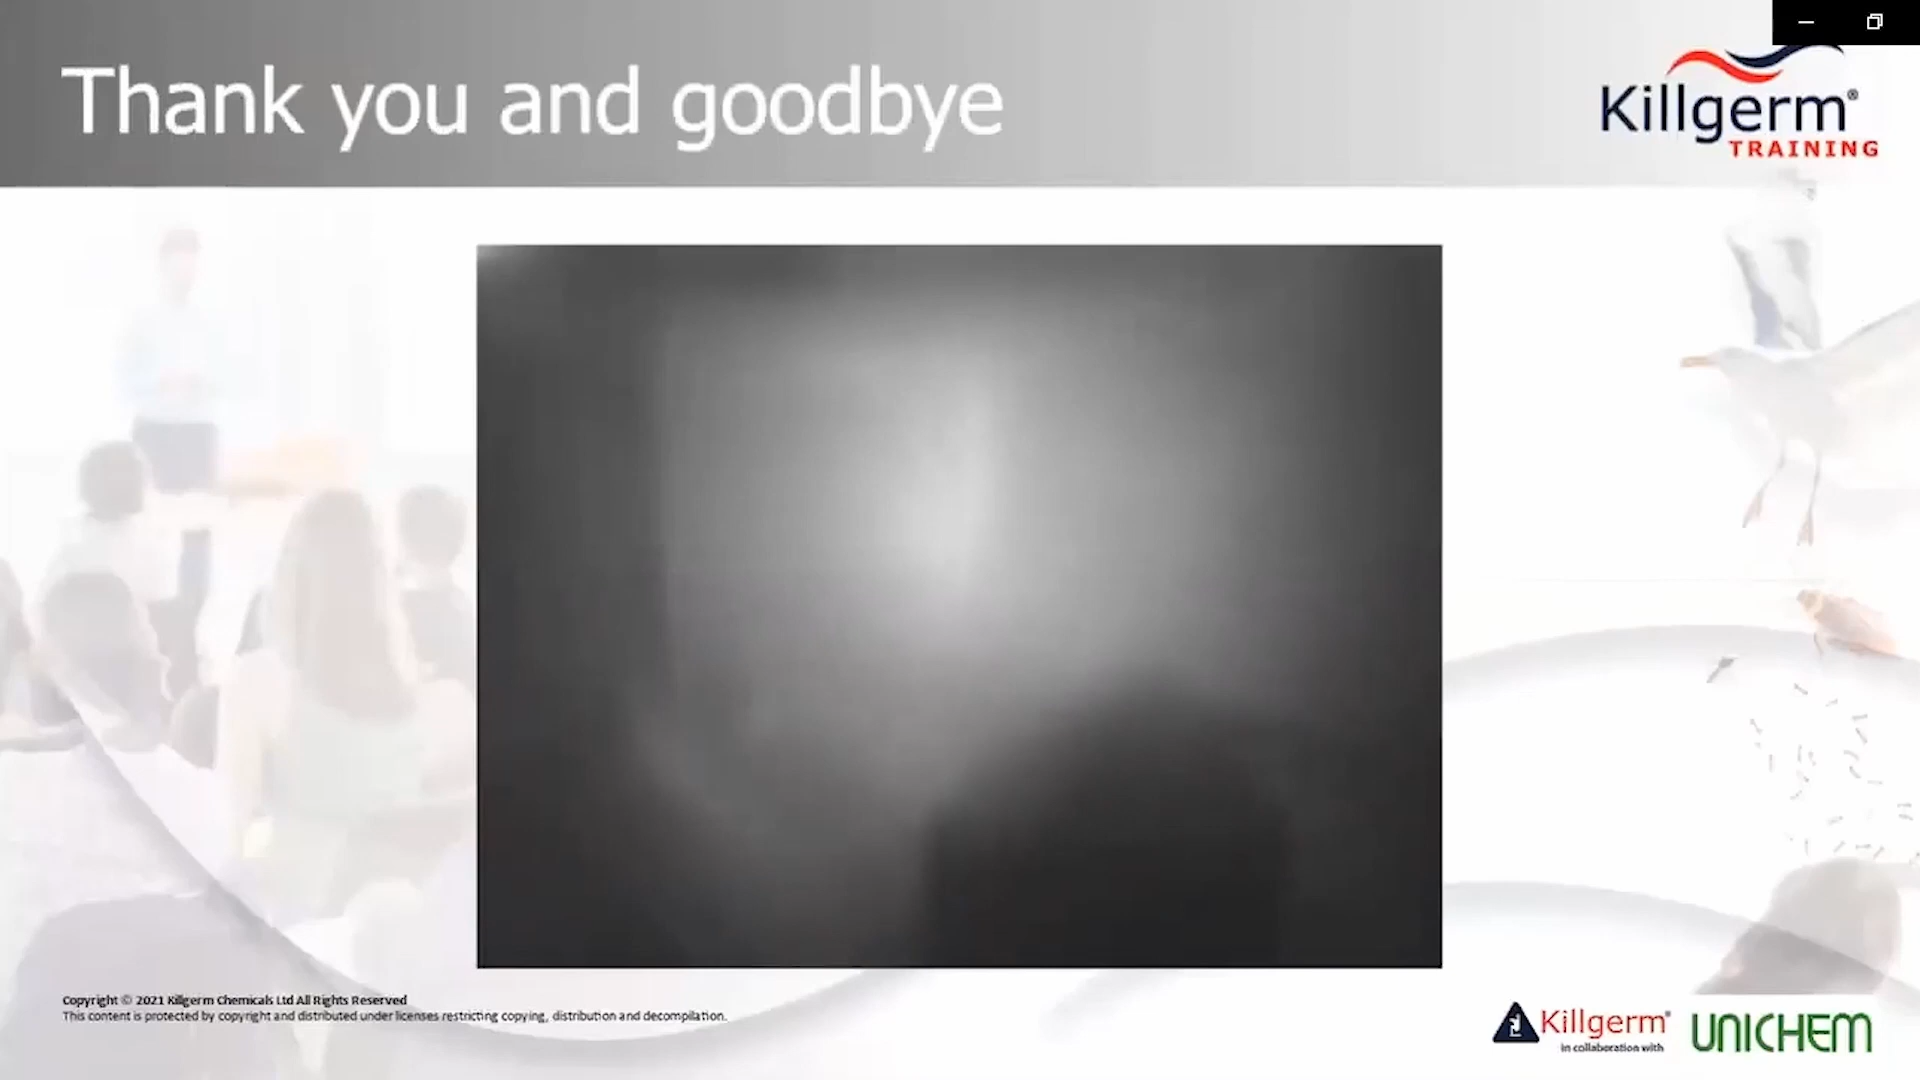 Thank you and goodbye
Killgerm®
TRAINING
Copyright © 2021 Killgerm Chemicals Ltd All Rights Reserved
This content is protected by copyright and distributed under licenses restricting copying, distribution and decompilation.
Killgerm®
in collaboration with
UNICHEM